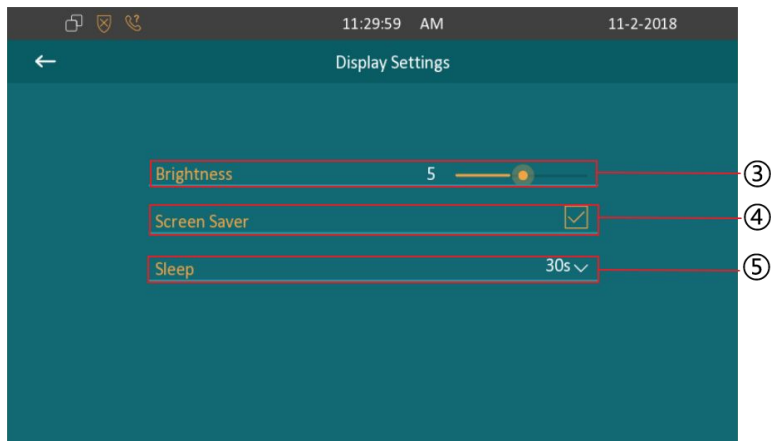 11:29:59 AM 11-2-2018
Display Settings
Brightness 5 ③
Screen Saver ④
Sleep 30s ⑤